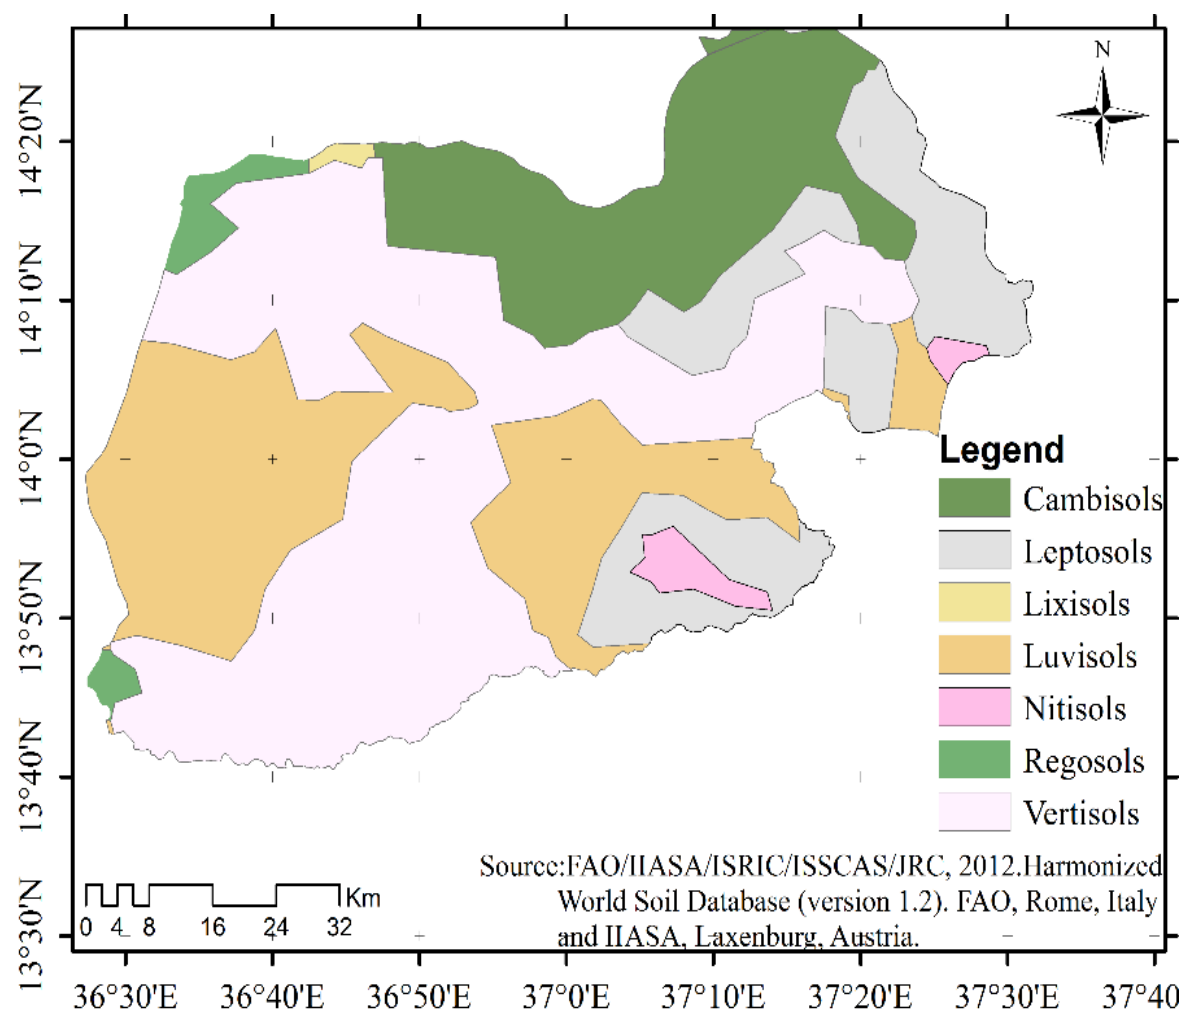 N
14°20'N
14°10'N
14°0'N
13°50'N
13°40'N
13°30'N
Legend
Cambisols
Leptosols
Lixisols
Luvisols
Nitisols
Regosols
Vertisols
Source:FAO/IIASA/ISRIC/ISSCAS/JRC, 2012.Harmonized
World Soil Database (version 1.2). FAO, Rome, Italy
and IIASA, Laxenburg, Austria.
Km
0 4 8 16 24 32
36°30'E 36°40'E 36°50'E 37°0'E 37°10'E 37°20'E 37°30'E 37°40'